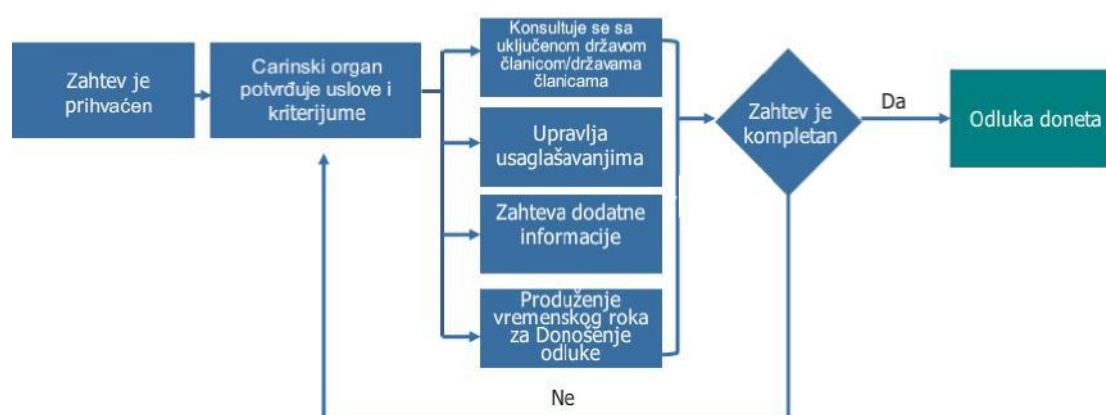 Zahtev je
prihvaćen
Carinski organ
potvrđuje uslove i
kriterijume
Konsultuje se sa
uključenom državom
članicom/državama
članicama
Upravlja
usaglašavanjima
Zahteva dodatne
informacije
Produženje
vremenskog roka
za Donošenje
odluke
Zahtev je
kompletan
Da
Odluka doneta
Ne